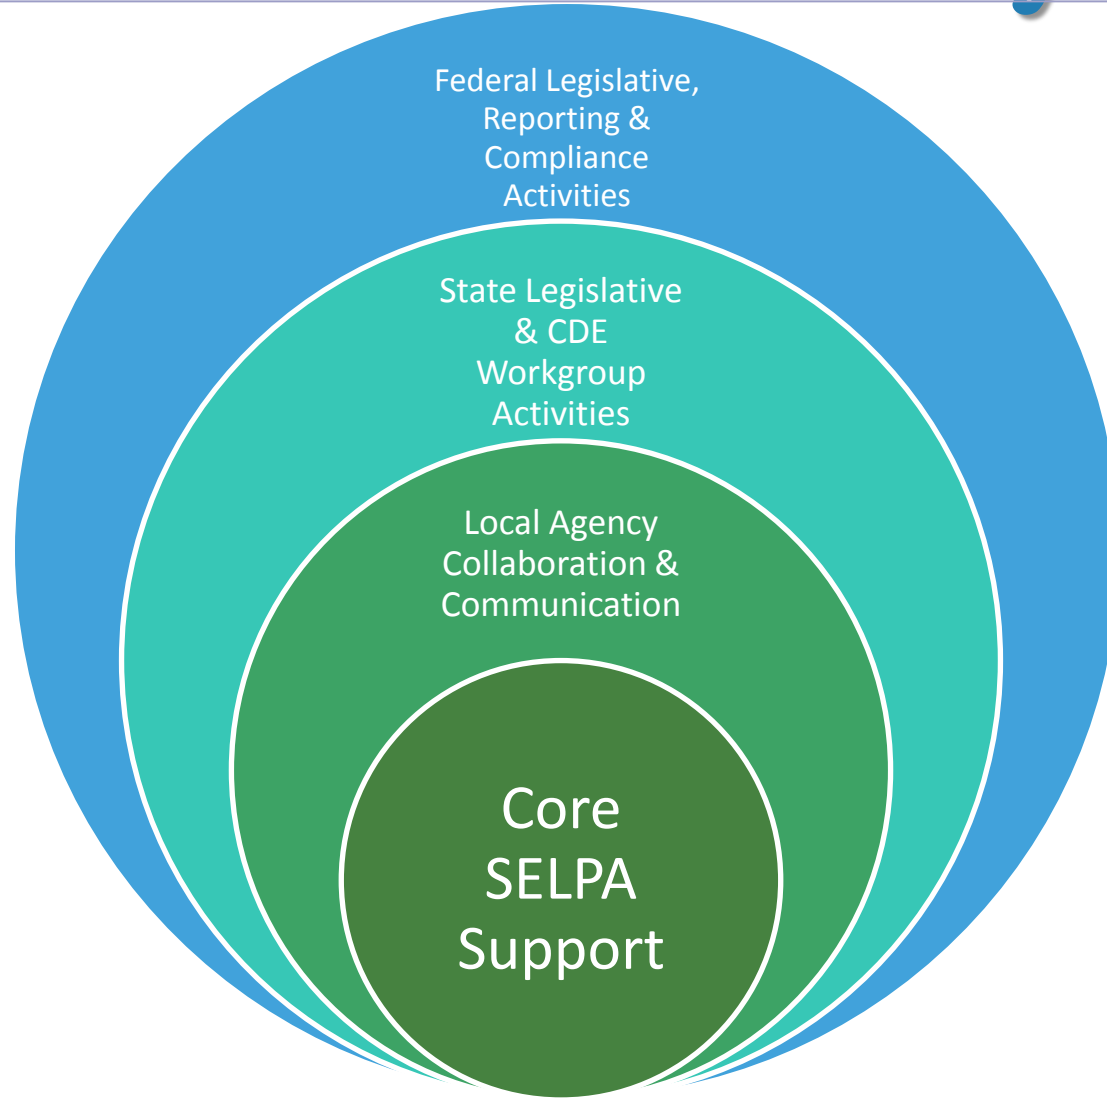 Federal Legislative,
Reporting &
Compliance
Activities
State Legislative
& CDE
Workgroup
Activities
Local Agency
Collaboration &
Communication
Core
SELPA
Support